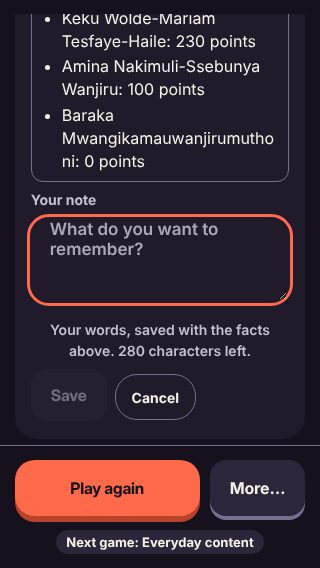 Keku Wolde-Mariam
Tesfaye-Haile: 230 points
Amina Nakimuli-Ssebunya
Wanjiru: 100 points
Baraka
Mwangikamauwanjirumutho
ni: 0 points
Your note
What do you want to
remember?
Your words, saved with the facts
above. 280 characters left.
Save
Cancel
Play again
More...
Next game: Everyday content